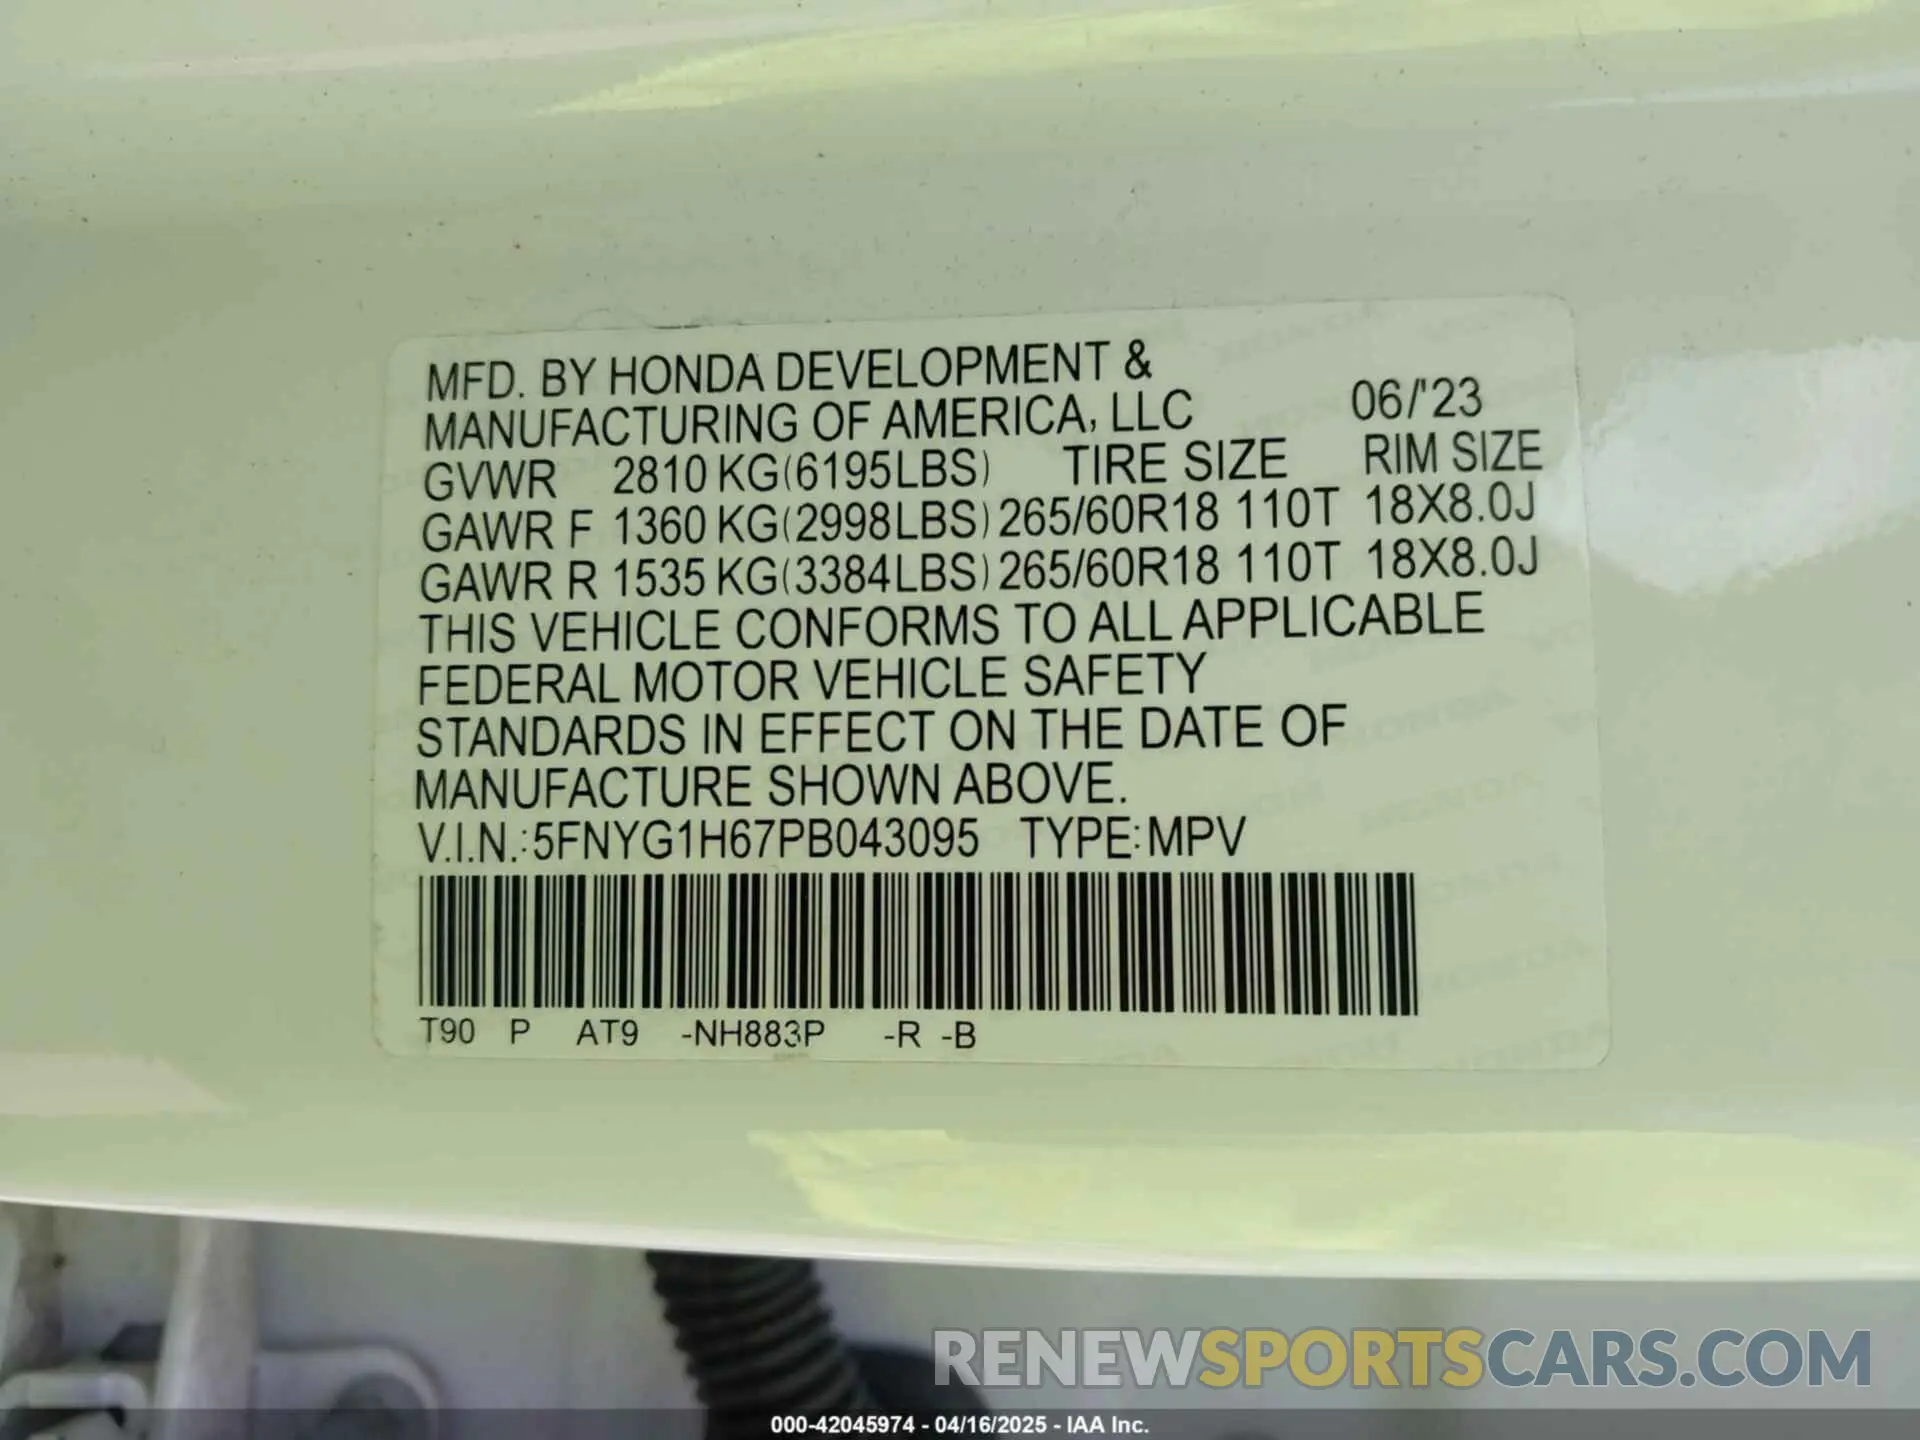 MFD. BY HONDA DEVELOPMENT &
MANUFACTURING OF AMERICA, LLC 06/'23
GVWR 2810 KG(6195LBS) TIRE SIZE RIM SIZE
GAWR F 1360 KG(2998LBS) 265/60R18 110T 18X8.0J
GAWR R 1535 KG(3384LBS) 265/60R18 110T 18X8.0J
THIS VEHICLE CONFORMS TO ALL APPLICABLE
FEDERAL MOTOR VEHICLE SAFETY
STANDARDS IN EFFECT ON THE DATE OF
MANUFACTURE SHOWN ABOVE.
V.I.N.:5FNYG1H67PB043095 TYPE:MPV
T90 P AT9 -NH883P -R -B
RENEWSPORTSCARS.COM
000-42045974 - 04/16/2025 - IAA Inc.